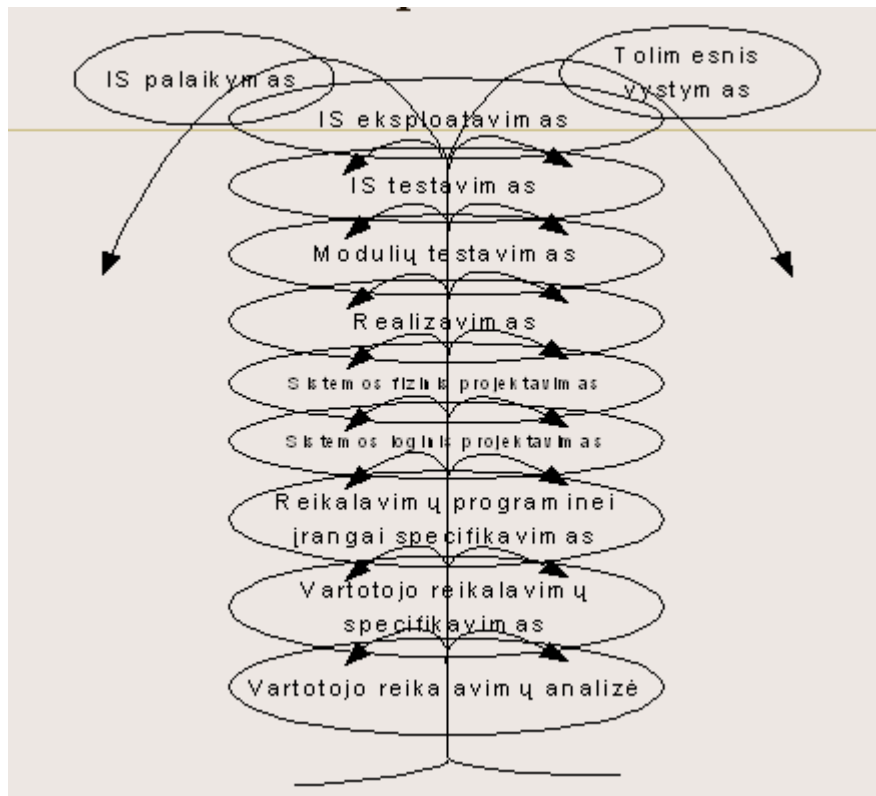 IS palaikymas
Tolimesnis
vystymas
IS eksploatavimas
IS testavimas
Modulių testavimas
Realizavimas
Sistemos fizinis projektavimas
Sistemos loginis projektavimas
Reikalavimų programinei
įrangai specifikavimas
Vartotojo reikalavimų
specifikavimas
Vartotojo reikalavimų analizė